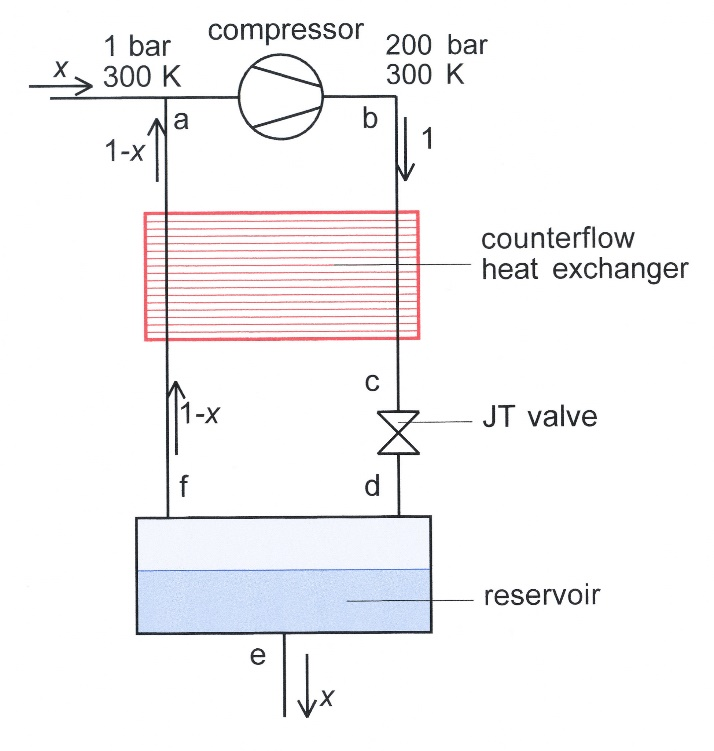 compressor
1 bar
300 K
200 bar
300 K
x
a
b
1-x
1
counterflow
heat exchanger
c
1-x
JT valve
f
d
reservoir
e
x